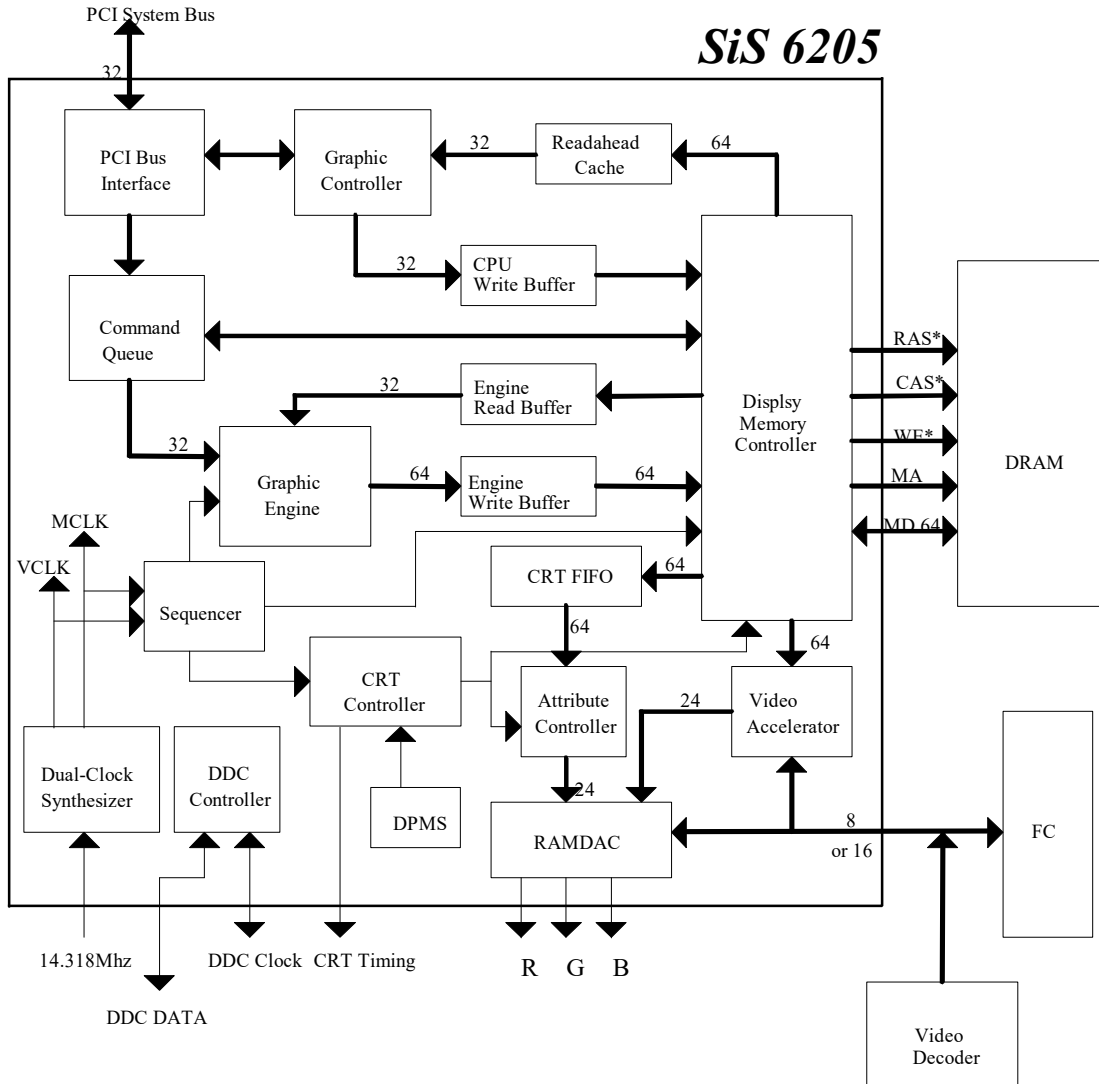 PCI System Bus
SiS 6205
32
PCI Bus
Interface
Graphic
Controller
32
Readahead
Cache
64
32
CPU
Write Buffer
Command
Queue
RAS*
32
Engine
Read Buffer
CAS*
Displsy
Memory
Controller
32
WE*
DRAM
Graphic
Engine
64
Engine
Write Buffer
64
MA
MCLK
MD 64
VCLK
CRT FIFO
64
Sequencer
64
64
CRT
Controller
Attribute
Controller
24
Video
Accelerator
Dual-Clock
Synthesizer
DDC
Controller
24
DPMS
RAMDAC
8
or 16
FC
14.318Mhz
DDC Clock
CRT Timing
R
G
B
DDC DATA
Video
Decoder